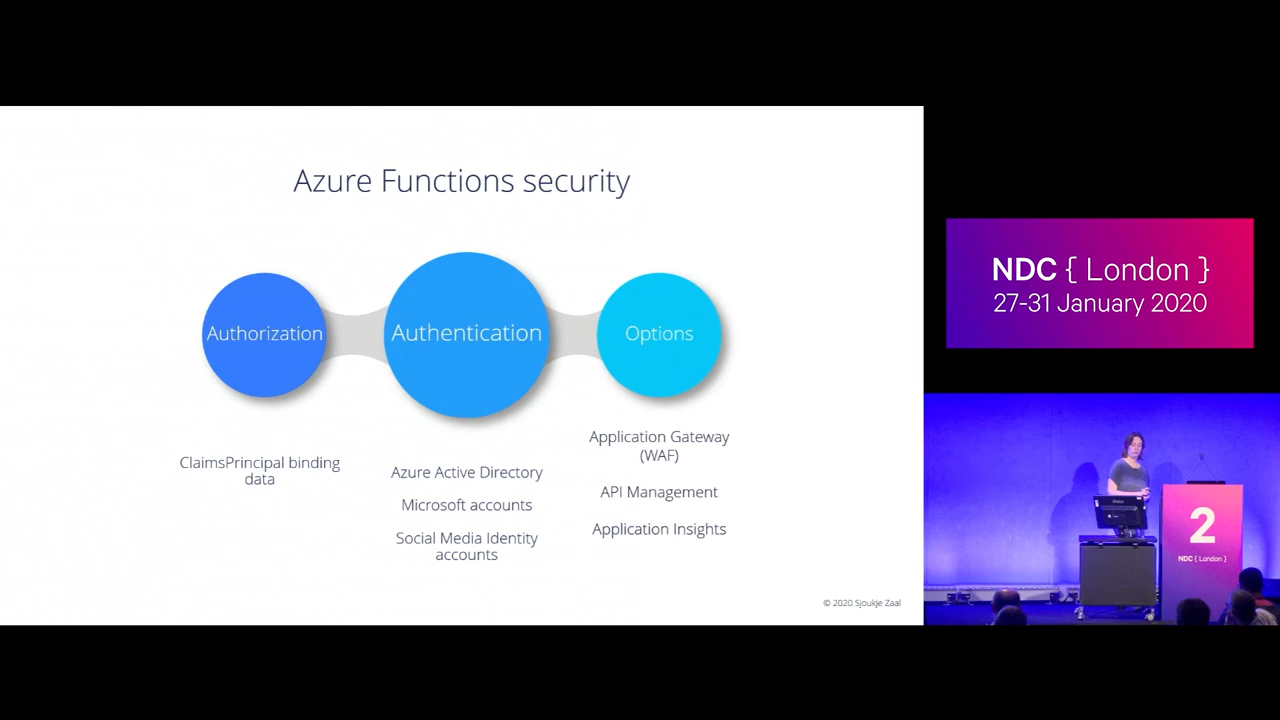 Azure Functions security
Authorization
Authentication
Options
ClaimsPrincipal binding
data
Azure Active Directory
Microsoft accounts
Social Media Identity
accounts
Application Gateway
(WAF)
API Management
Application Insights
© 2020 Sjoukje Zaal
NDC { London }
27-31 January 2020
2
NDC { London }